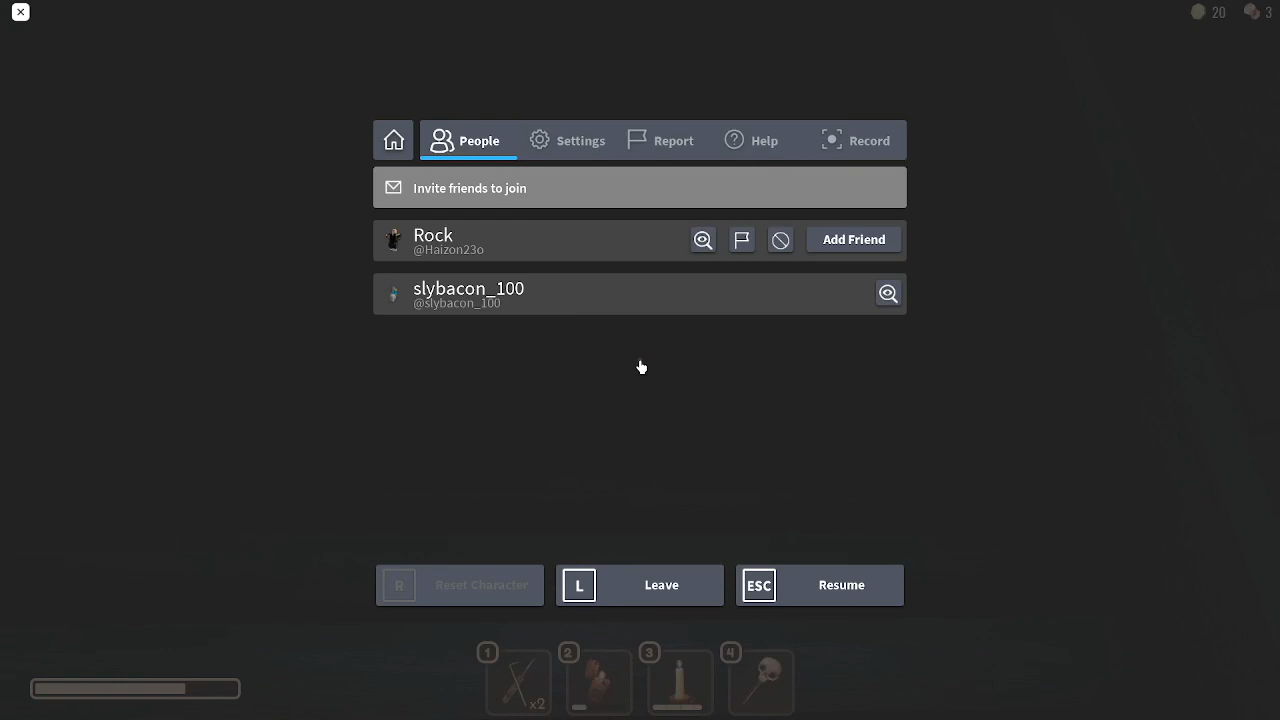 20 3
People Settings Report Help Record
Invite friends to join
Rock
@Haizon23o
Add Friend
slybacon_100
@slybacon_100
R Reset Character L Leave ESC Resume
1 2 3 4
x2